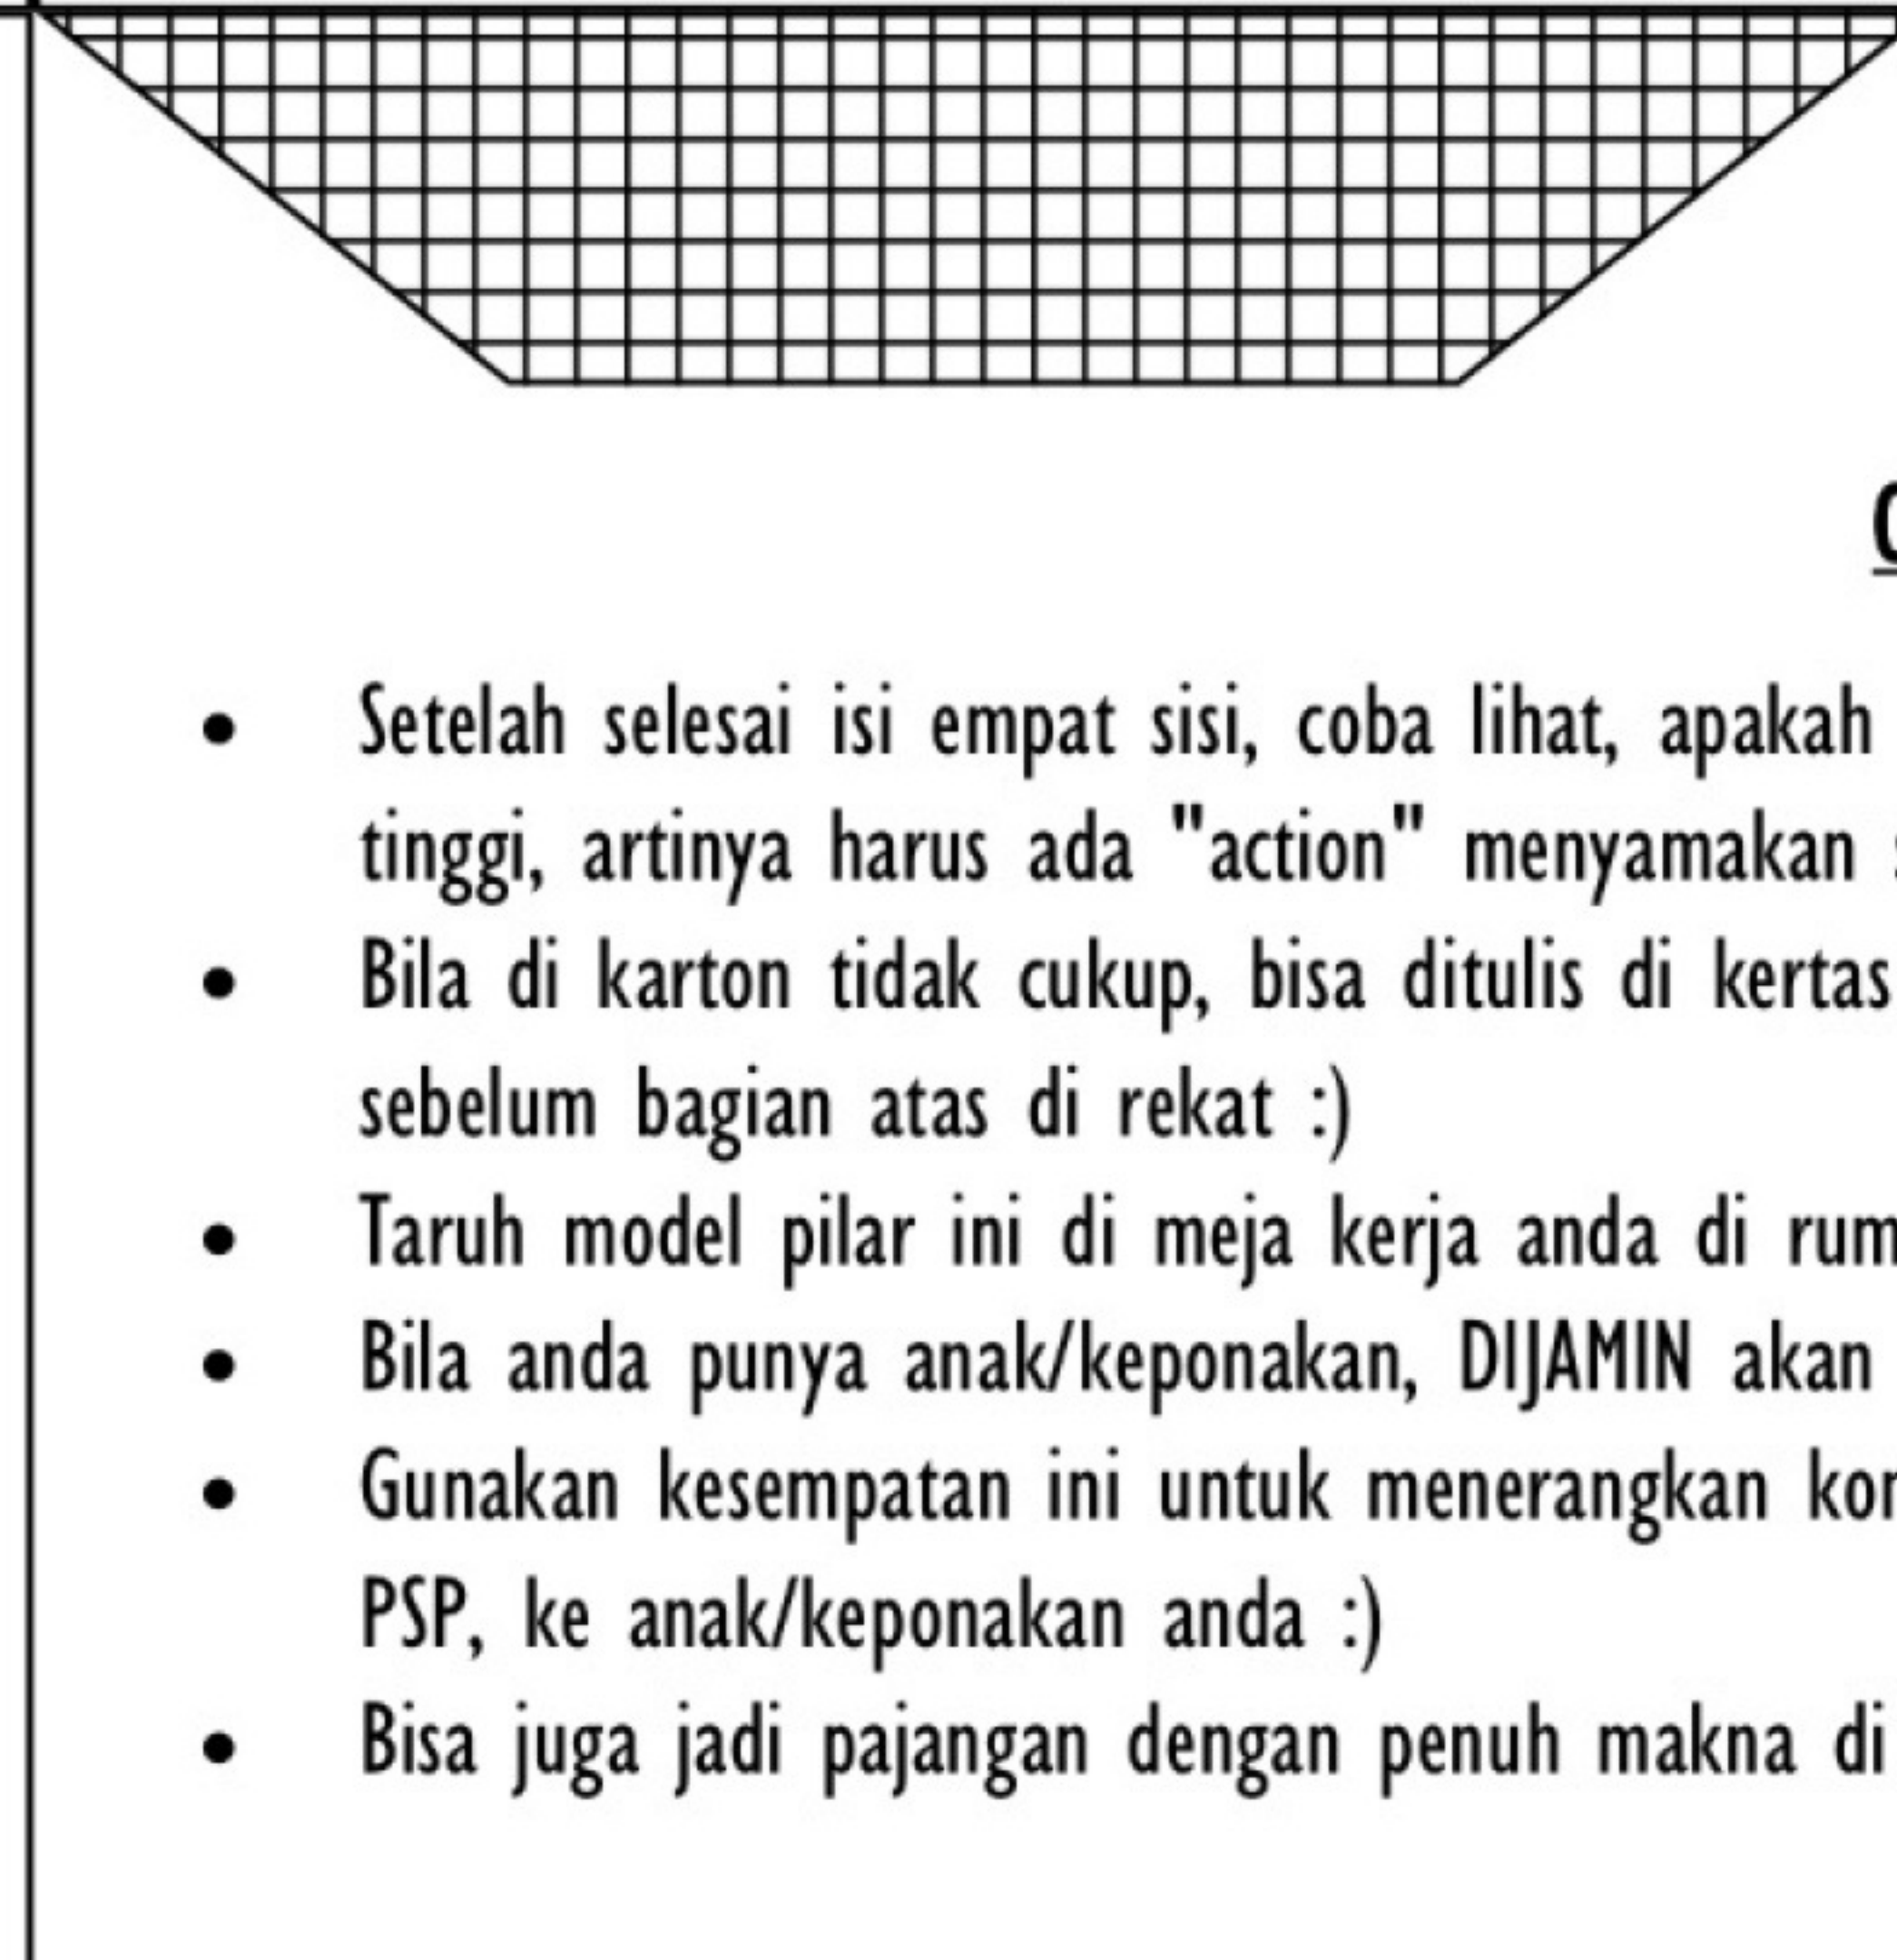 • Setelah selesai isi empat sisi, coba lihat, apakah
tinggi, artinya harus ada "action" menyamakan
• Bila di karton tidak cukup, bisa ditulis di kertas
sebelum bagian atas di rekat :)
• Taruh model pilar ini di meja kerja anda di
• Bila anda punya anak/keponakan, DIJAMIN akan
• Gunakan kesempatan ini untuk menerangkan
PSP, ke anak/keponakan anda :)
• Bisa juga jadi pajangan dengan penuh makna di